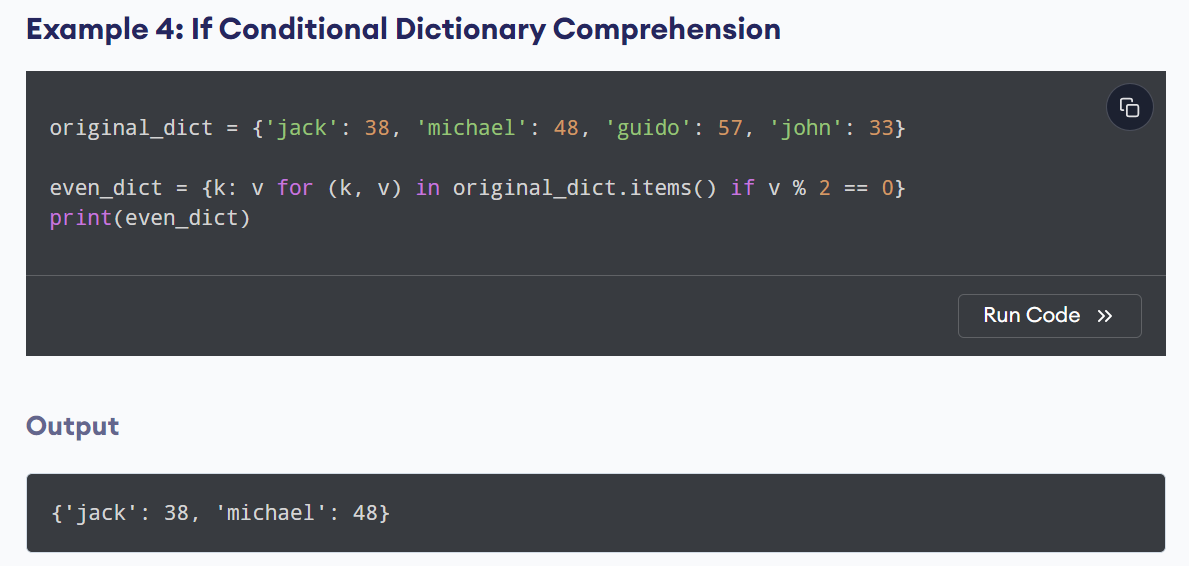 Example 4: If Conditional Dictionary Comprehension
original_dict = {'jack': 38, 'michael': 48, 'guido': 57, 'john': 33}
even_dict = {k: v for (k, v) in original_dict.items() if v % 2 == 0}
print(even_dict)
Run Code »
Output
{'jack': 38, 'michael': 48}